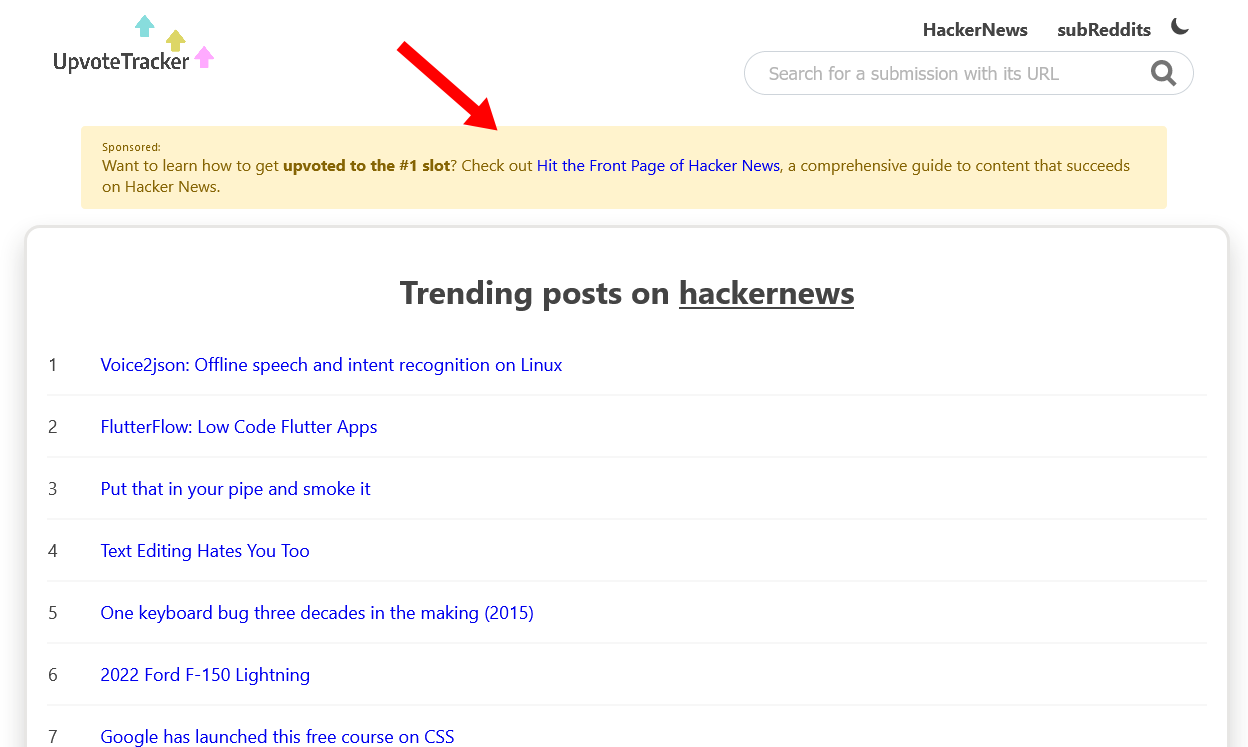 UpvoteTracker
HackerNews subReddits
Search for a submission with its URL
Sponsored:
Want to learn how to get upvoted to the #1 slot? Check out Hit the Front Page of Hacker News, a comprehensive guide to content that succeeds
on Hacker News.
Trending posts on hackernews
1 Voice2json: Offline speech and intent recognition on Linux
2 FlutterFlow: Low Code Flutter Apps
3 Put that in your pipe and smoke it
4 Text Editing Hates You Too
5 One keyboard bug three decades in the making (2015)
6 2022 Ford F-150 Lightning
7 Google has launched this free course on CSS